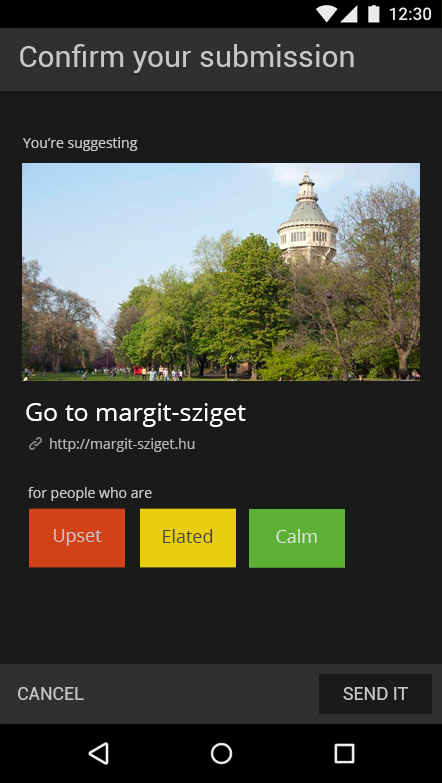 12:30
Confirm your submission
You're suggesting
Go to margit-sziget
http://margit-sziget.hu
for people who are
Upset Elated Calm
CANCEL SEND IT